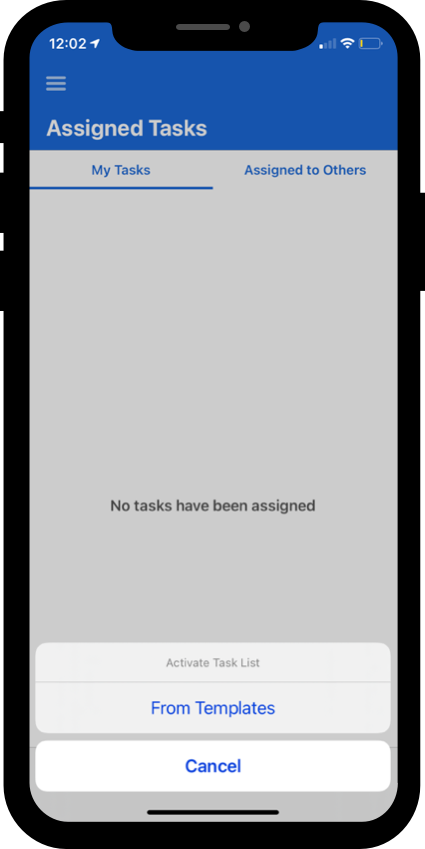 12:02
Assigned Tasks
My Tasks
Assigned to Others
No tasks have been assigned
Activate Task List
From Templates
Cancel